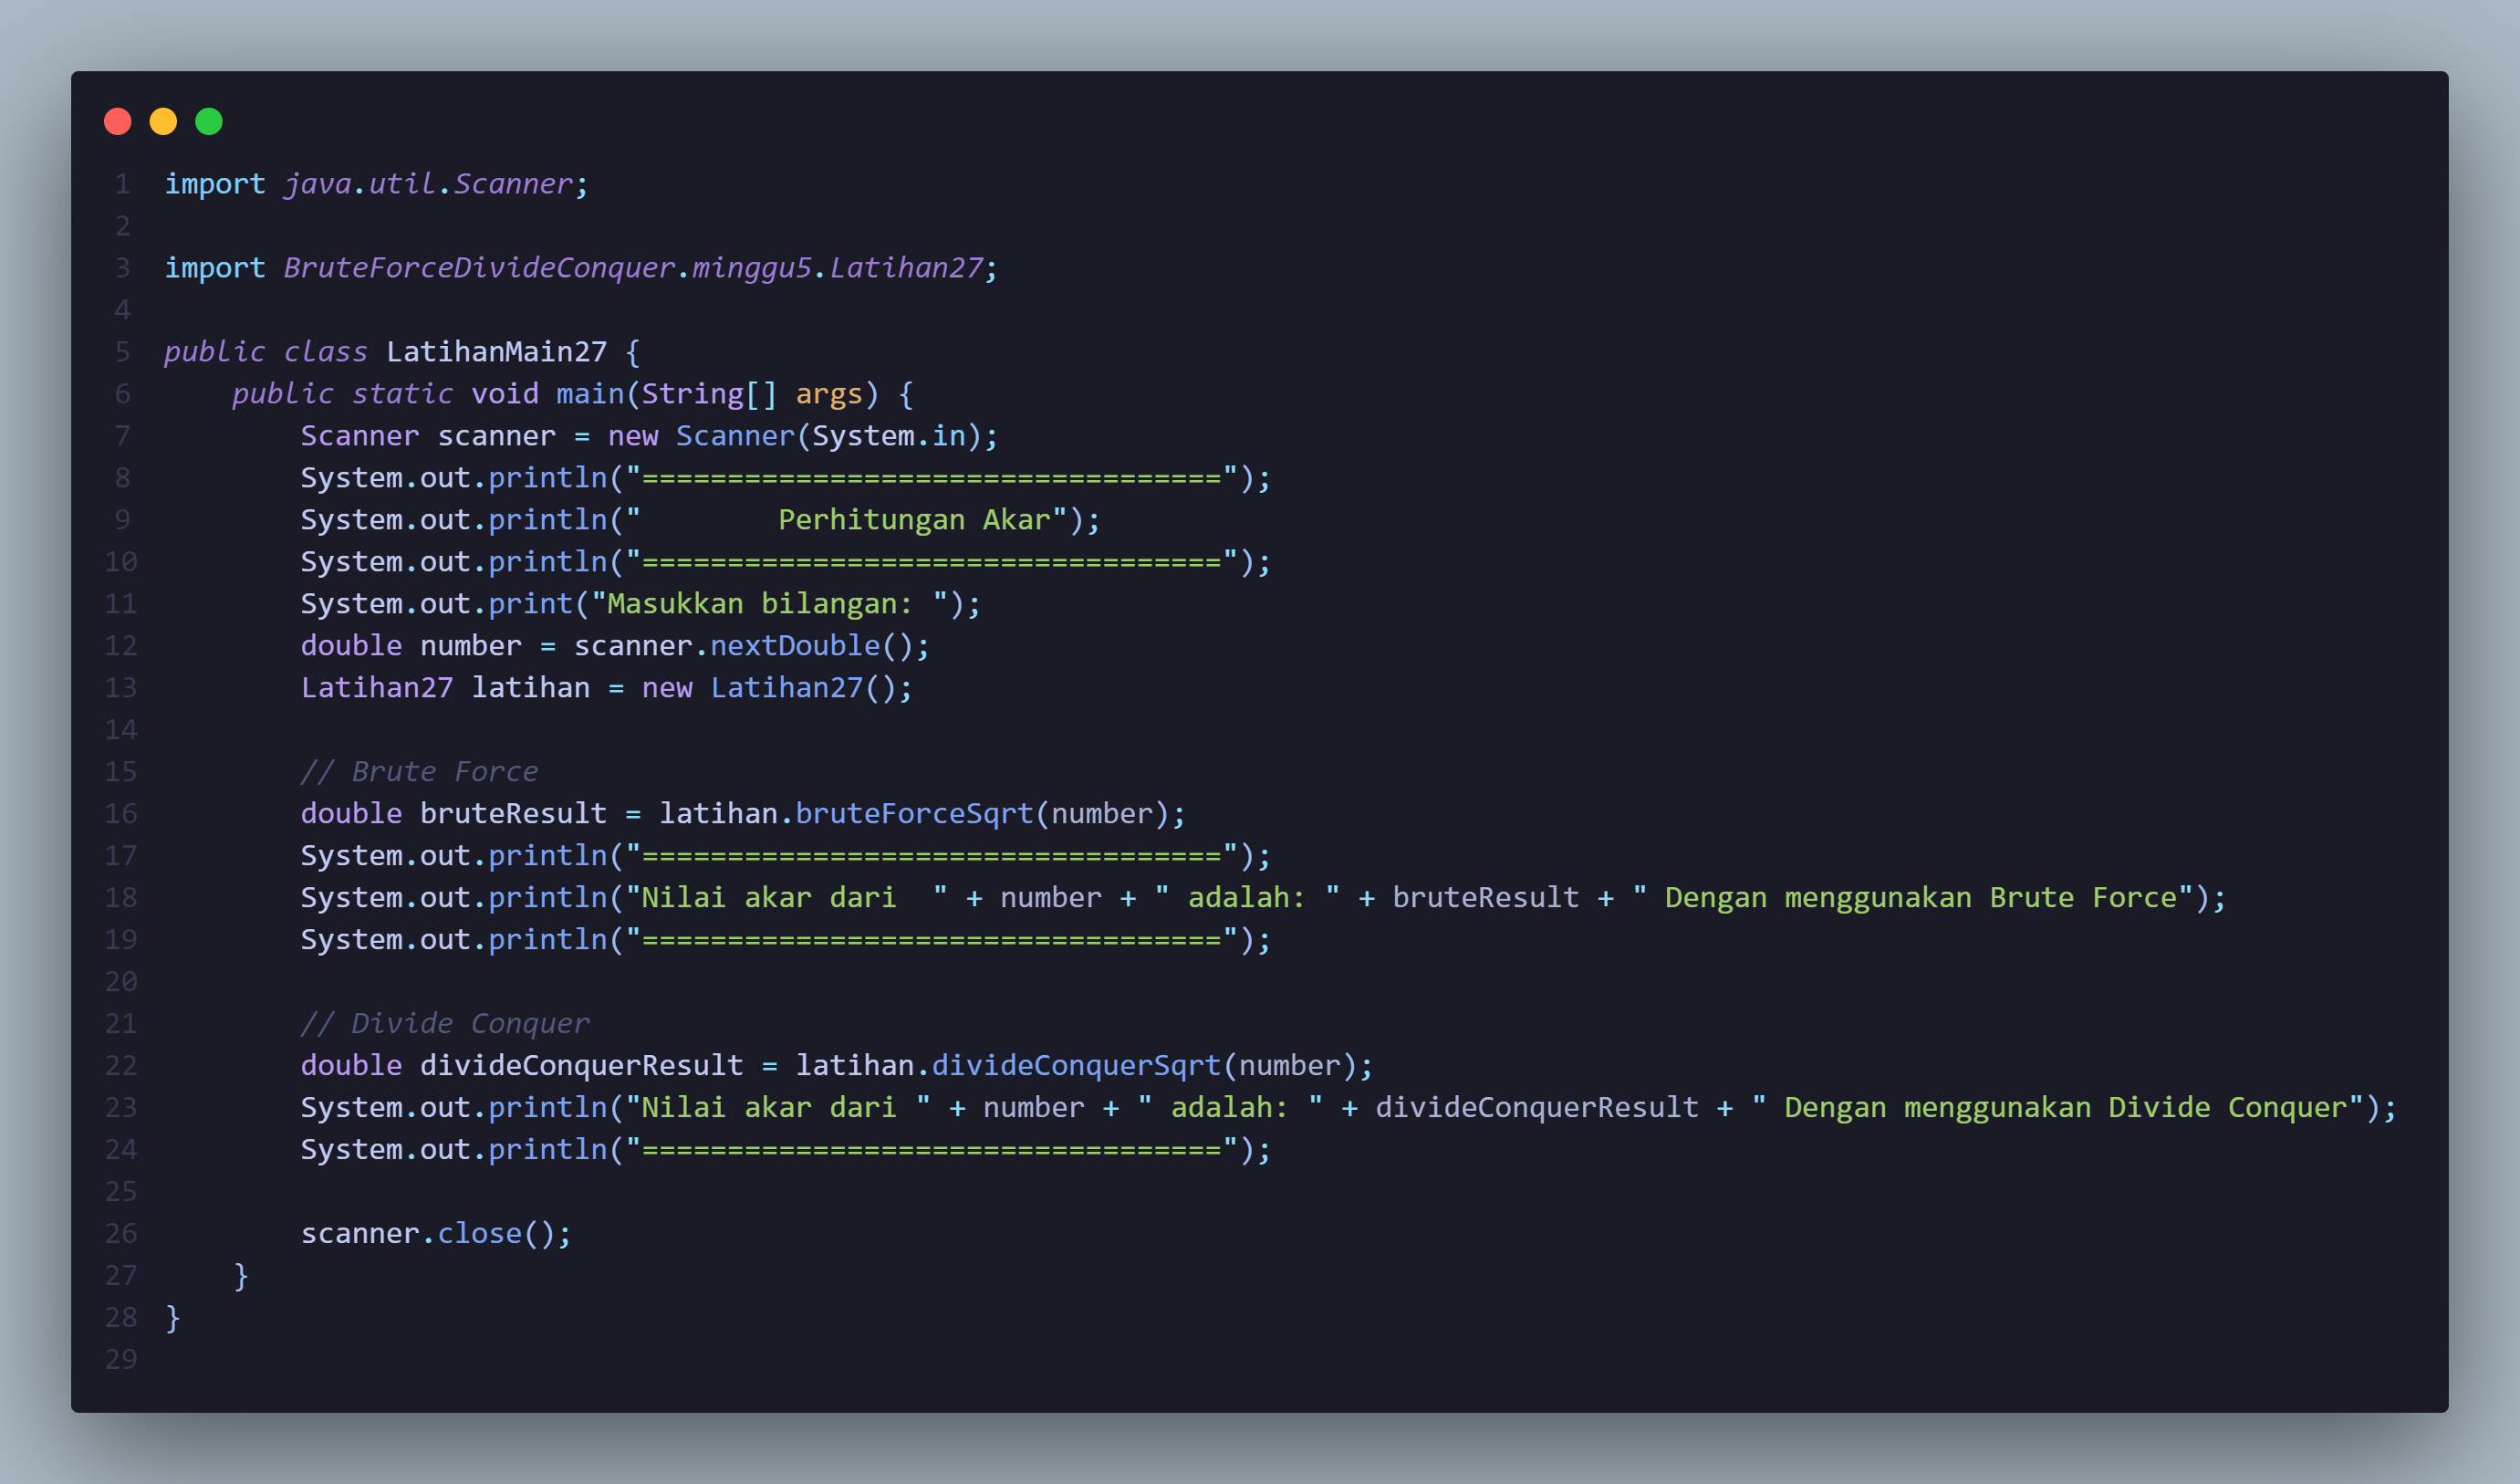 1 import java.util.Scanner;
2
3 import BruteForceDivideConquer.minggu5.Latihan27;
4
5 public class LatihanMain27 {
6     public static void main(String[] args) {
7         Scanner scanner = new Scanner(System.in);
8         System.out.println("==================================");
9         System.out.println("        Perhitungan Akar");
10         System.out.println("==================================");
11         System.out.print("Masukkan bilangan: ");
12         double number = scanner.nextDouble();
13         Latihan27 latihan = new Latihan27();
14
15         // Brute Force
16         double bruteResult = latihan.bruteForceSqrt(number);
17         System.out.println("==================================");
18         System.out.println("Nilai akar dari  " + number + " adalah: " + bruteResult + " Dengan menggunakan Brute Force");
19         System.out.println("==================================");
20
21         // Divide Conquer
22         double divideConquerResult = latihan.divideConquerSqrt(number);
23         System.out.println("Nilai akar dari " + number + " adalah: " + divideConquerResult + " Dengan menggunakan Divide Conquer");
24         System.out.println("==================================");
25
26         scanner.close();
27     }
28 }
29